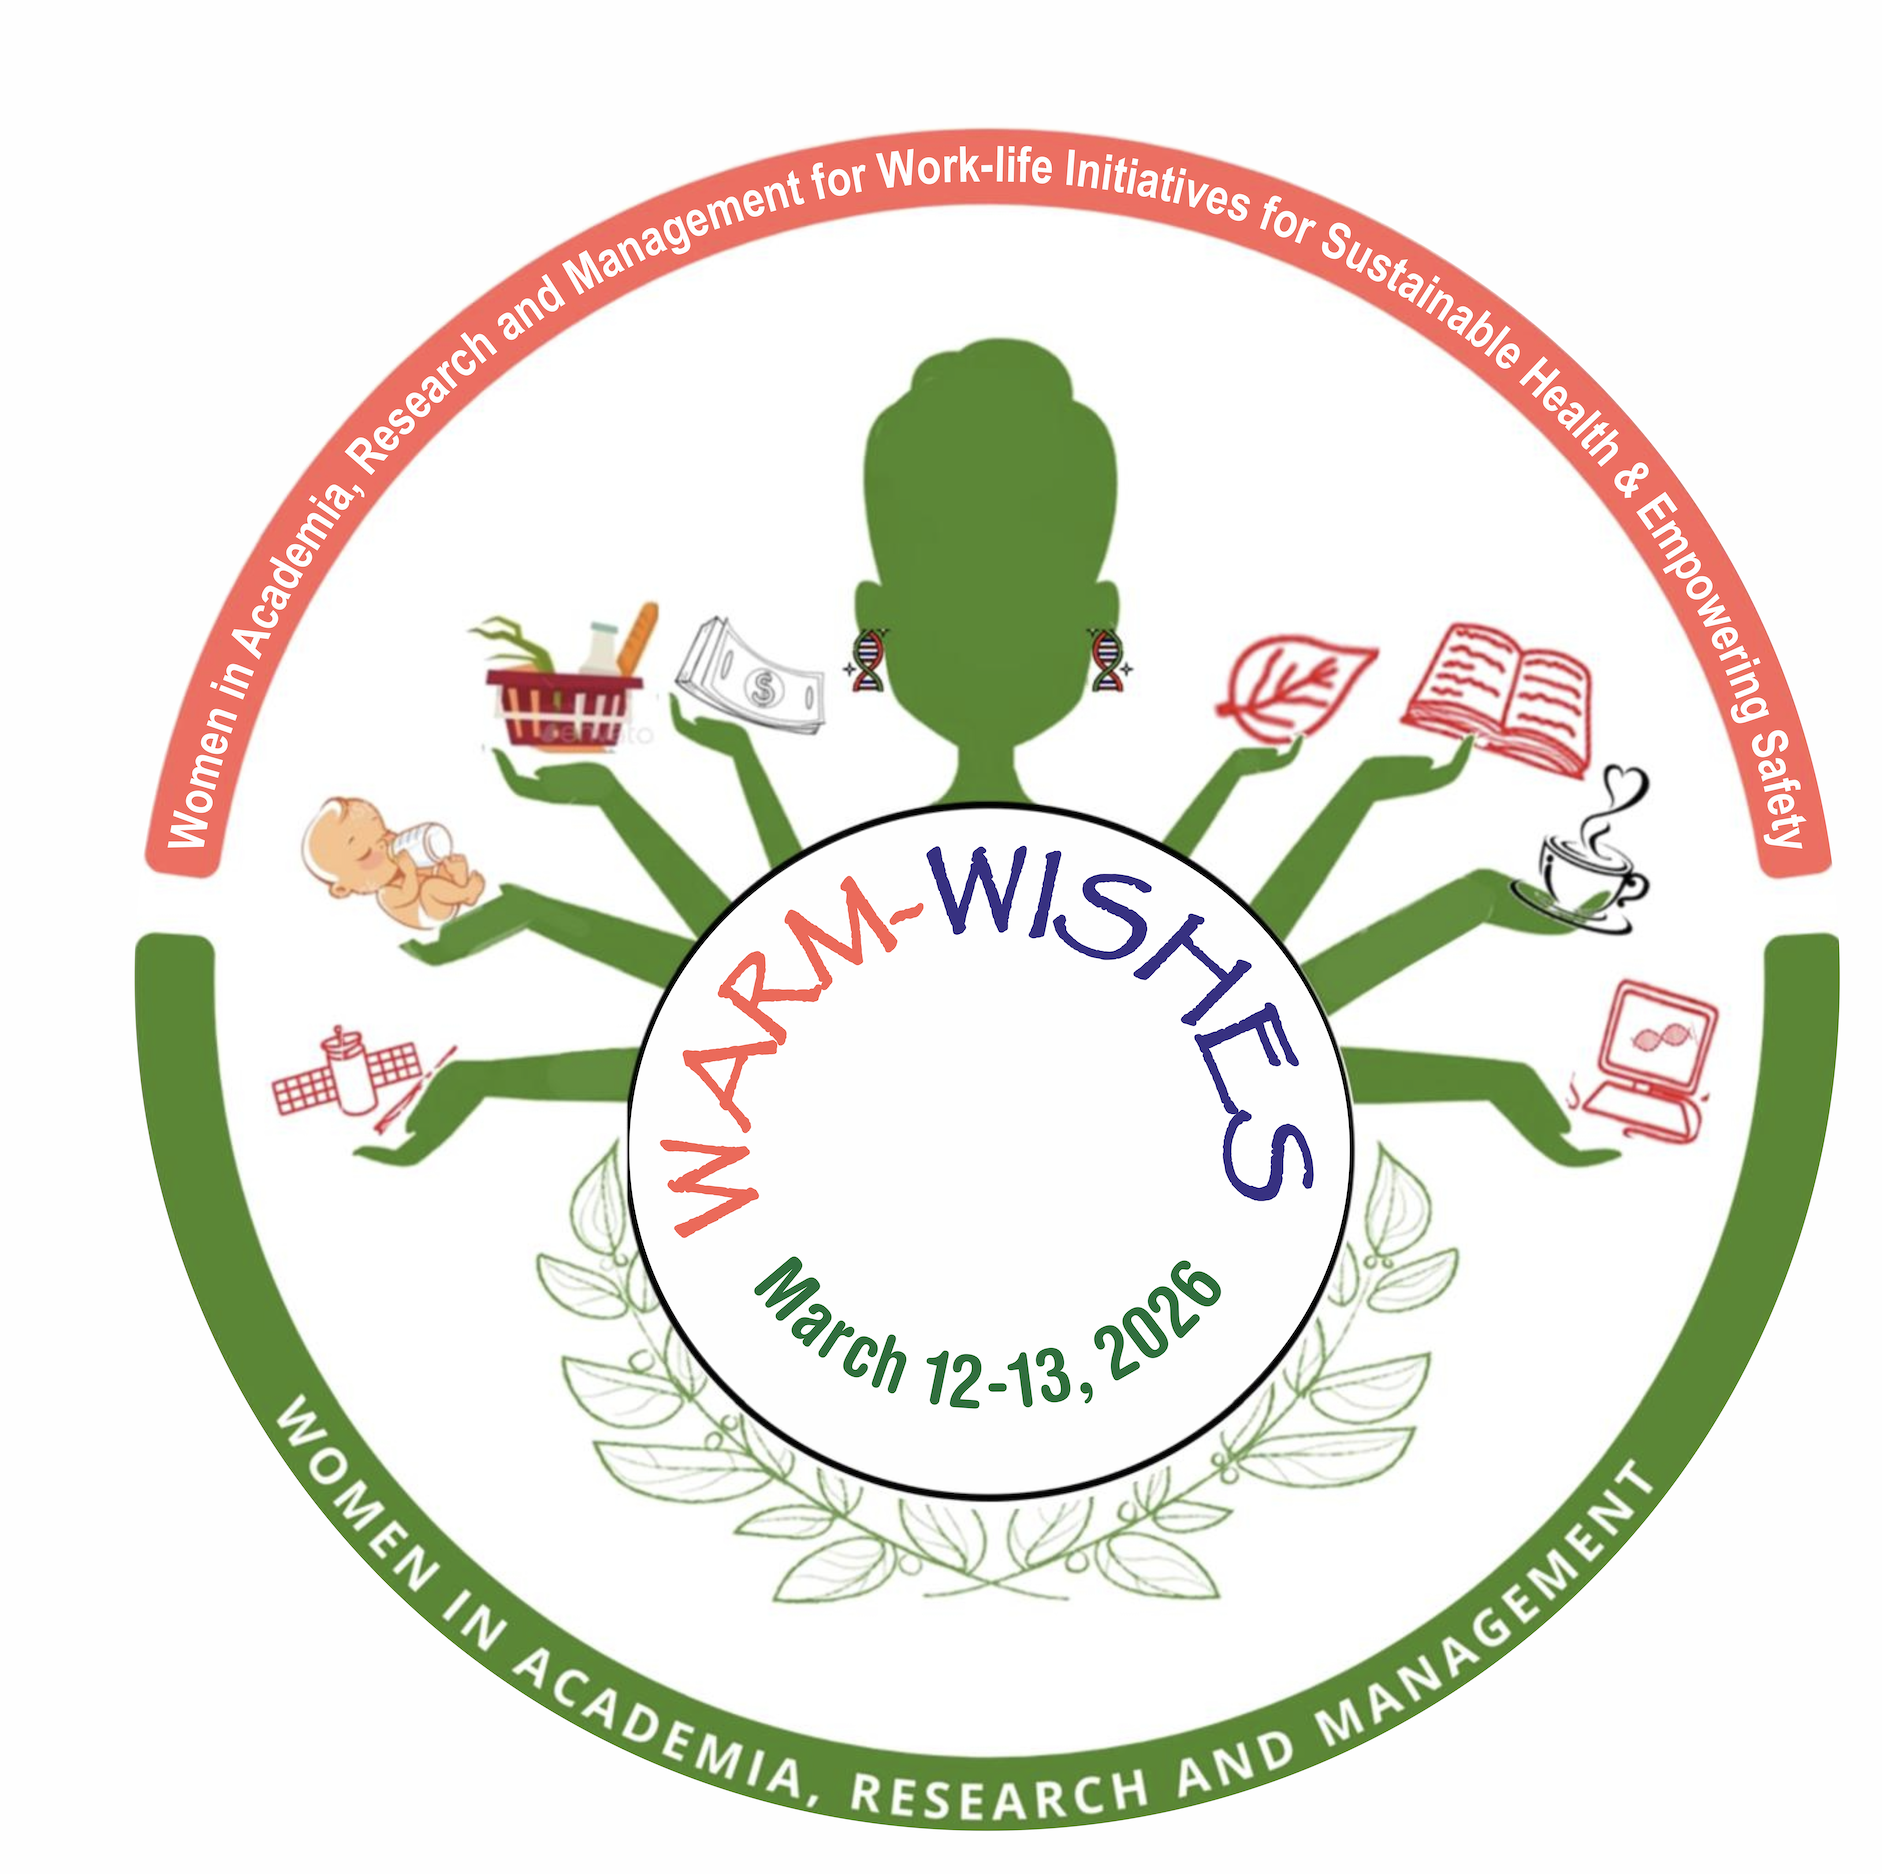 Women in Academia, Research and Management for Work-life Initiatives for Sustainable Health & Empowering Safety
$
envato
WARM-WISHES
March 12-13, 2026
WOMEN IN ACADEMIA, RESEARCH AND MANAGEMENT